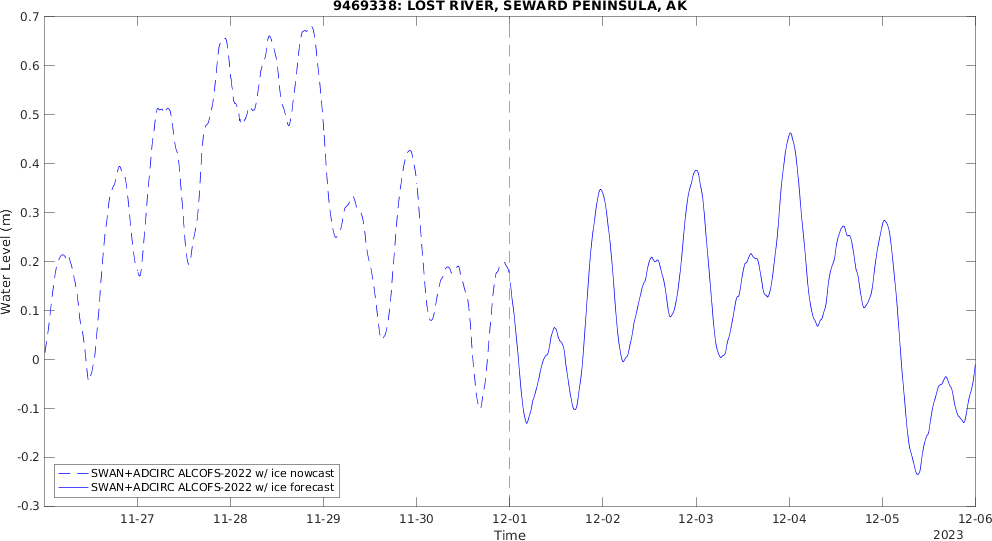 9469338: LOST RIVER, SEWARD PENINSULA, AK
0.7
0.6
0.5
0.4
0.3
0.2
0.1
0
-0.1
-0.2
-0.3
Water Level (m)
SWAN+ADCIRC ALCOFS-2022 w/ ice nowcast
SWAN+ADCIRC ALCOFS-2022 w/ ice forecast
11-27 11-28 11-29 11-30 12-01 12-02 12-03 12-04 12-05 12-06
Time
2023